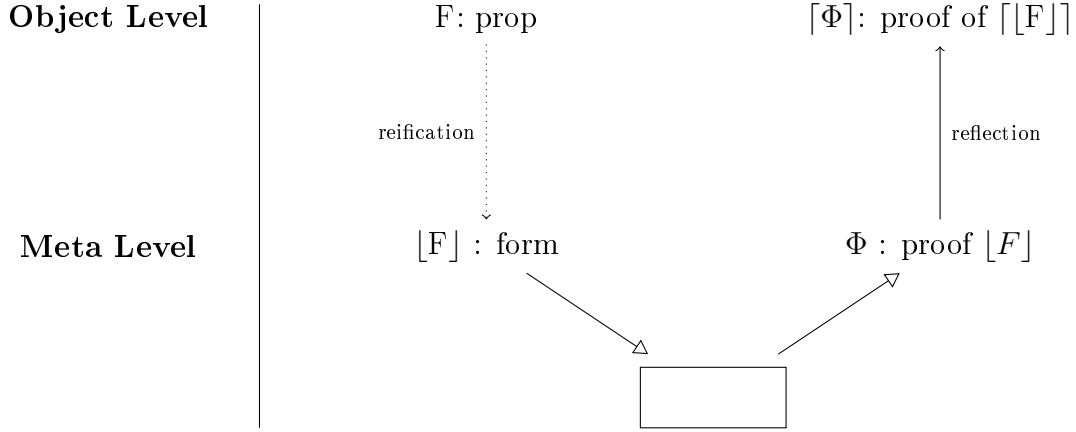 Object Level F: prop ⌈Φ⌉: proof of ⌈⌊F⌋⌉
reification reflection
Meta Level ⌊F⌋ : form Φ : proof ⌊F⌋